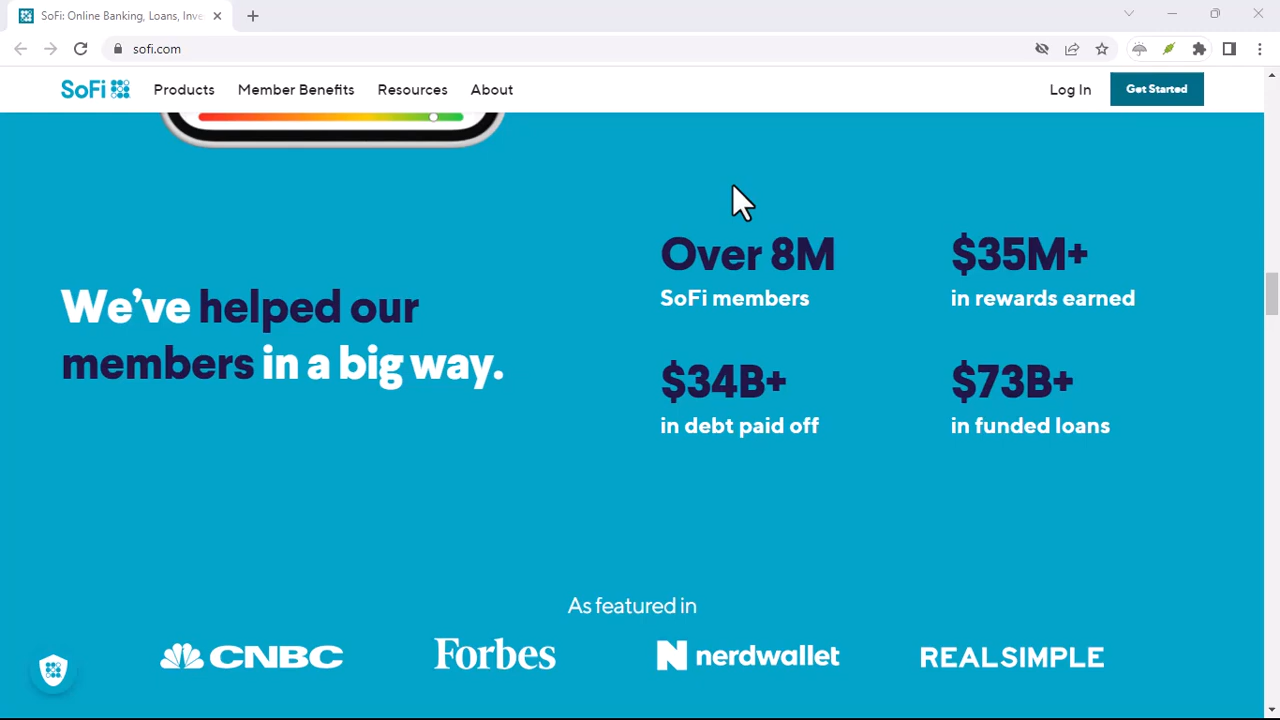 SoFi: Online Banking, Loans, Inve
sofi.com
SoFi
Products
Member Benefits
Resources
About
Log In
Get Started
We've helped our
members in a big way.
Over 8M
SoFi members
$35M+
in rewards earned
$34B+
in debt paid off
$73B+
in funded loans
As featured in
CNBC
Forbes
nerdwallet
REALSIMPLE